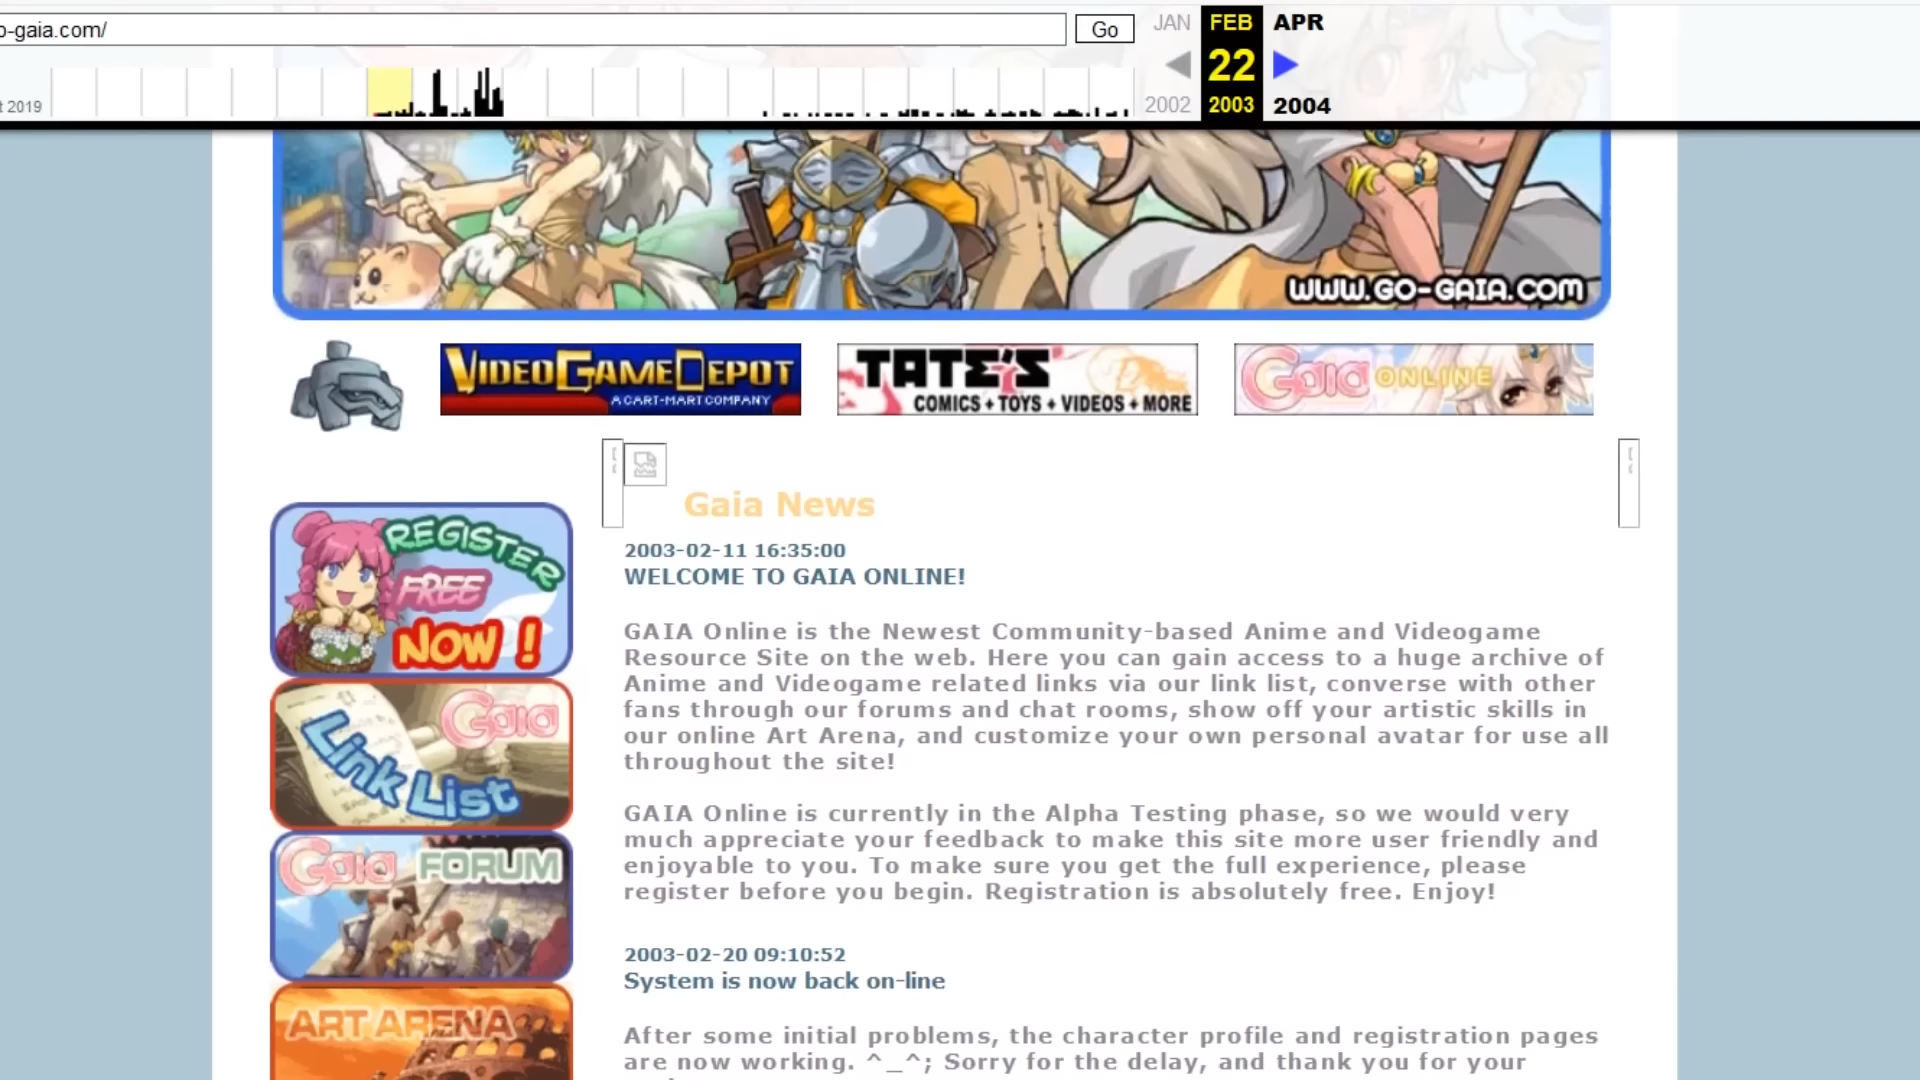 o-gaia.com/
Go
JAN
FEB
APR
22
t 2019
2002
2003
2004
WWW.GO-GAIA.COM
VIDEOGAMEDEPOT
A CART-MART COMPANY
TATE'S
COMICS + TOYS + VIDEOS + MORE
Gaia ONLINE
Gaia News
2003-02-11 16:35:00
WELCOME TO GAIA ONLINE!
GAIA Online is the Newest Community-based Anime and Videogame
Resource Site on the web. Here you can gain access to a huge archive of
Anime and Videogame related links via our link list, converse with other
fans through our forums and chat rooms, show off your artistic skills in
our online Art Arena, and customize your own personal avatar for use all
throughout the site!
GAIA Online is currently in the Alpha Testing phase, so we would very
much appreciate your feedback to make this site more user friendly and
enjoyable to you. To make sure you get the full experience, please
register before you begin. Registration is absolutely free. Enjoy!
2003-02-20 09:10:52
System is now back on-line
After some initial problems, the character profile and registration pages
are now working. ^_^; Sorry for the delay, and thank you for your
REGISTER
FREE
NOW !
Gaia
Link List
Gaia FORUM
ART ARENA